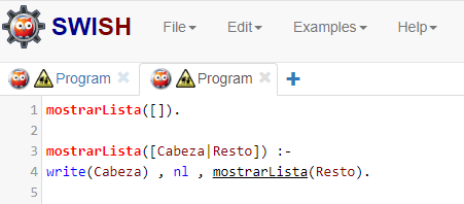 SWISH File Edit Examples Help
Program Program
1 mostrarLista([]).
2
3 mostrarLista([Cabeza|Resto]) :-
4 write(Cabeza) , nl , mostrarLista(Resto).
5